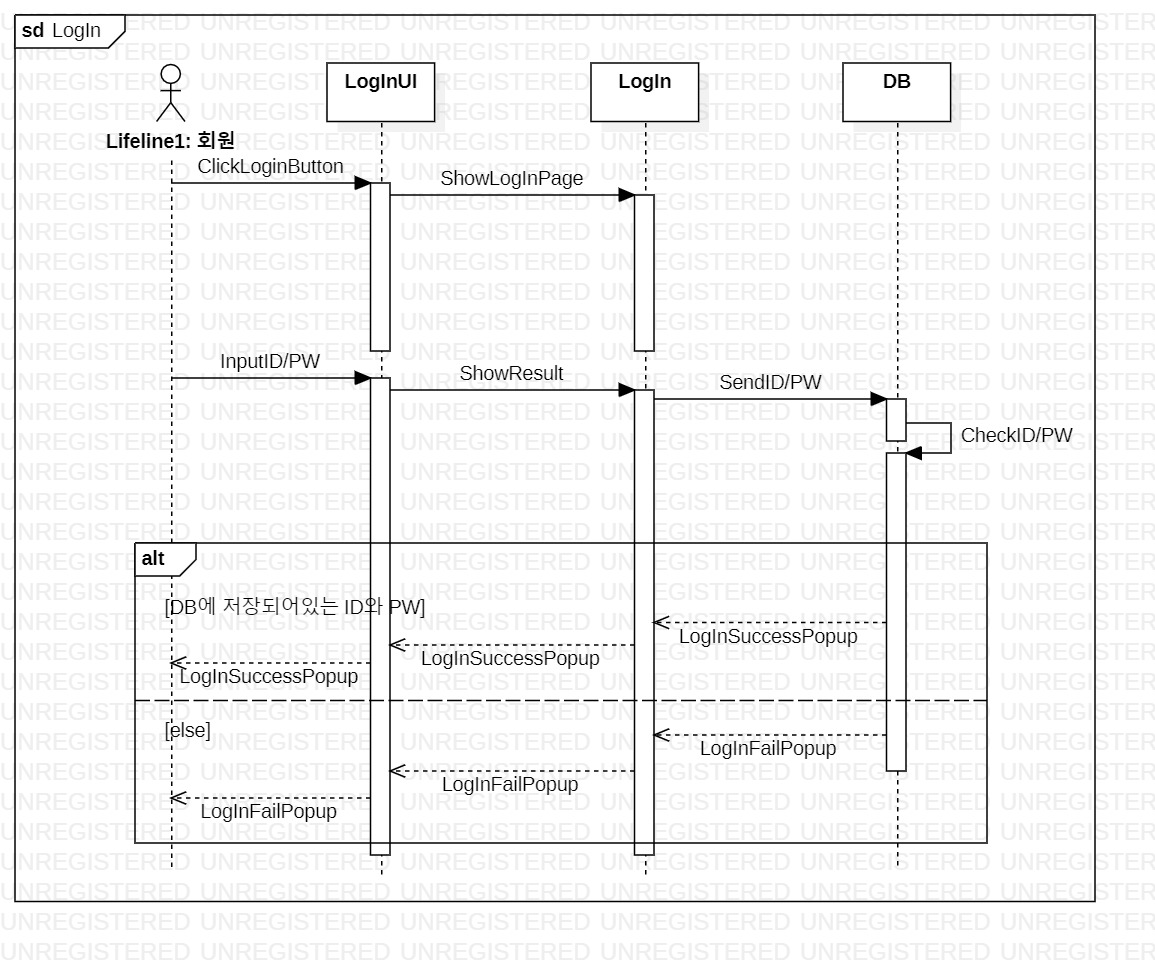 sd LogIn
LogInUI
LogIn
DB
Lifeline1: 회원
ClickLoginButton
ShowLogInPage
InputID/PW
ShowResult
SendID/PW
CheckID/PW
alt
[DB에 저장되어있는 ID와 PW]
LogInSuccessPopup
LogInSuccessPopup
LogInSuccessPopup
[else]
LogInFailPopup
LogInFailPopup
LogInFailPopup
UNREGISTERED